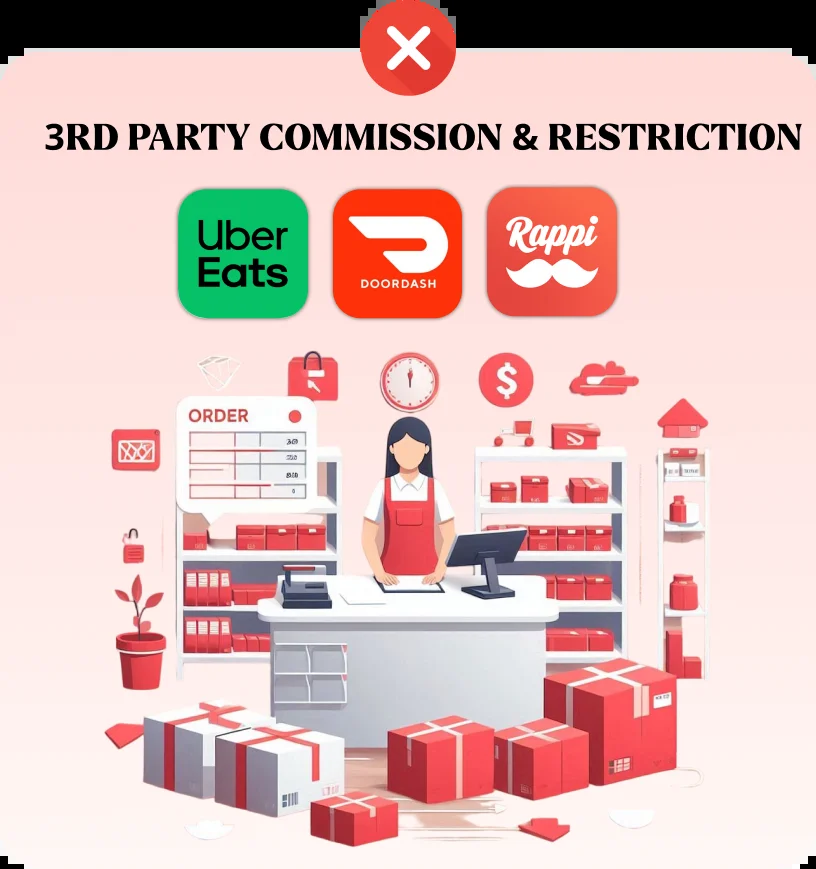 3RD PARTY COMMISSION & RESTRICTION
Uber
Eats
DOORDASH
Rappi
$
ORDER